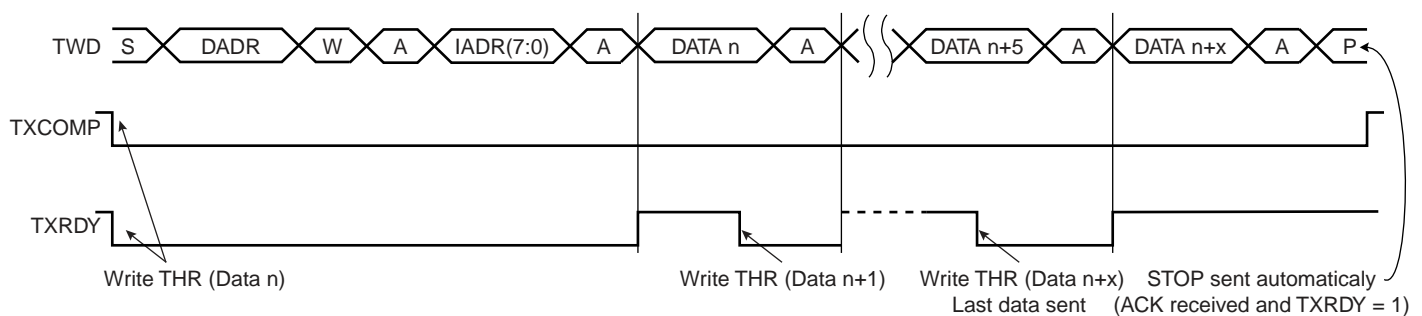 TWD S DADR W A IADR(7:0) A DATA n A DATA n+5 A DATA n+x A P
TXCOMP
TXRDY
Write THR (Data n) Write THR (Data n+1) Write THR (Data n+x) STOP sent automaticaly
Last data sent (ACK received and TXRDY = 1)